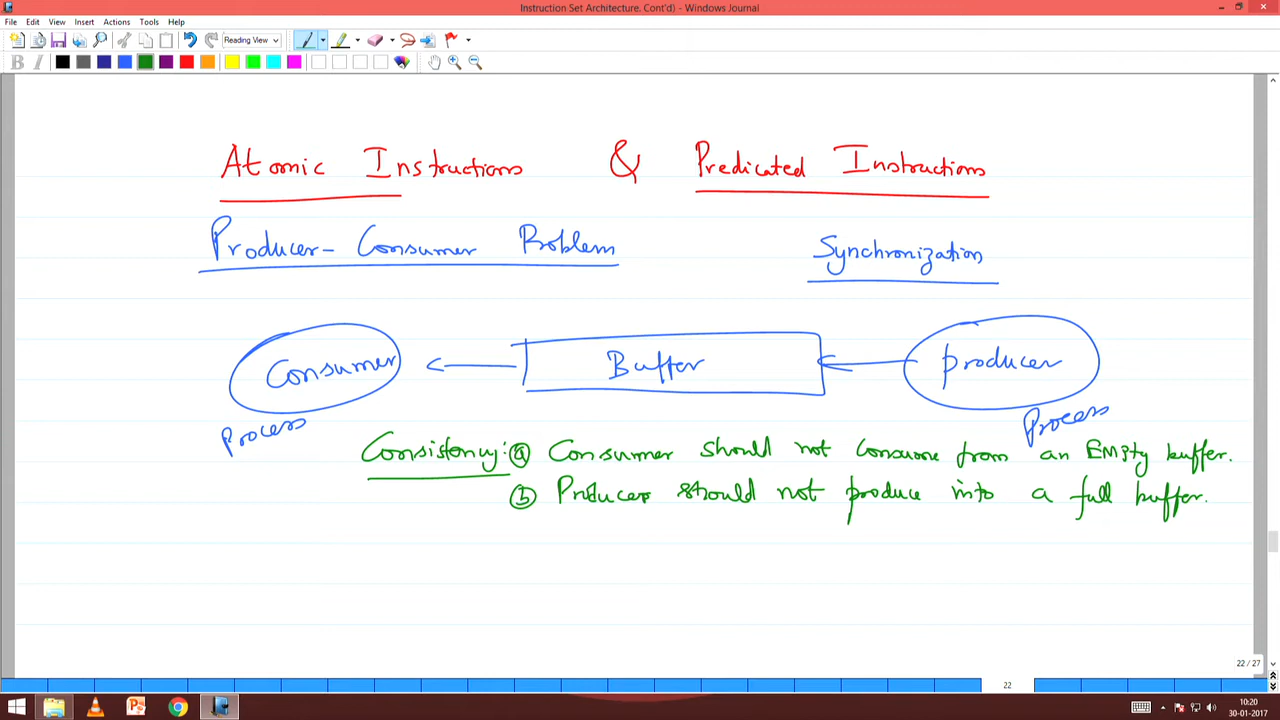 Instruction Set Architecture. Cont'd) - Windows Journal
File Edit View Insert Actions Tools Help
Reading View
B I
Atomic Instructions & Predicated Instructions
Producer-Consumer Problem Synchronization
Consumer Buffer producer
process process
Consistency: (a) Consumer should not consume from an Empty buffer.
(b) Producer should not produce into a full buffer.
22 / 27
22
10:20
30-01-2017